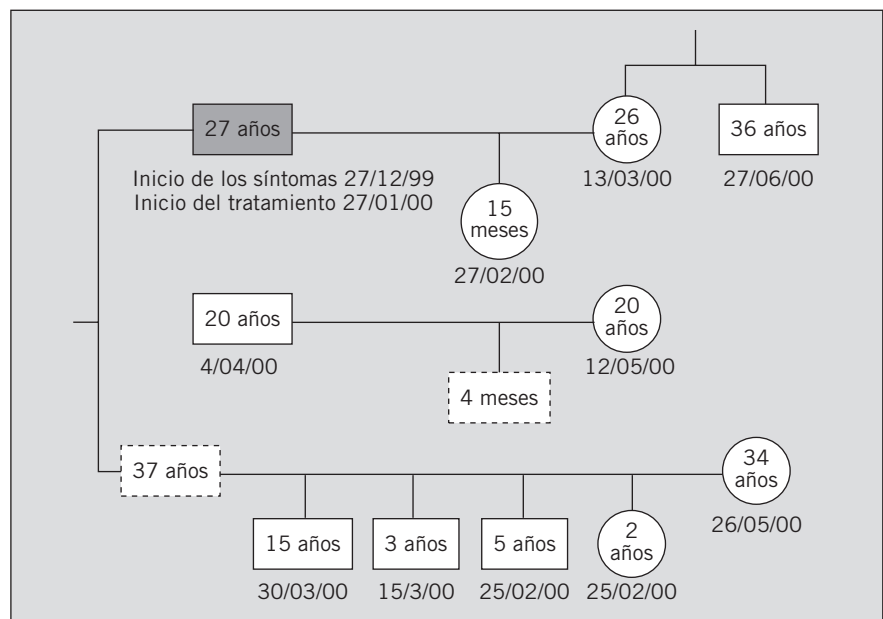 27 años
26
años
36 años
Inicio de los síntomas 27/12/99
Inicio del tratamiento 27/01/00
13/03/00
27/06/00
15
meses
27/02/00
20 años
20
años
4/04/00
12/05/00
4 meses
37 años
34
años
26/05/00
15 años
3 años
5 años
2
años
30/03/00
15/3/00
25/02/00
25/02/00